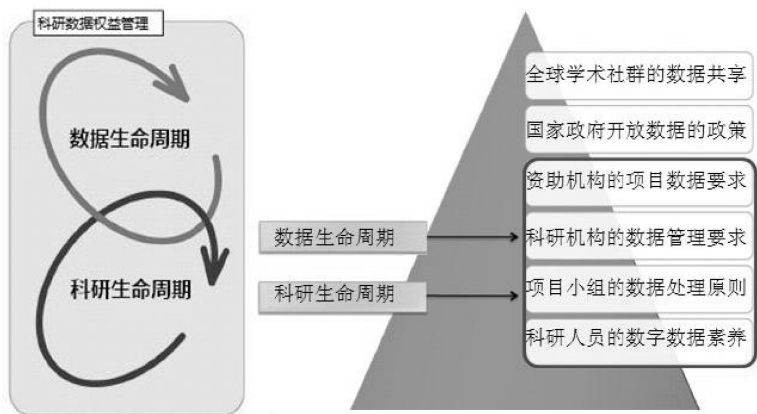 科研数据权益管理
数据生命周期
科研生命周期
数据生命周期
科研生命周期
全球学术社群的数据共享
国家政府开放数据的政策
资助机构的项目数据要求
科研机构的数据管理要求
项目小组的数据处理原则
科研人员的数字数据素养